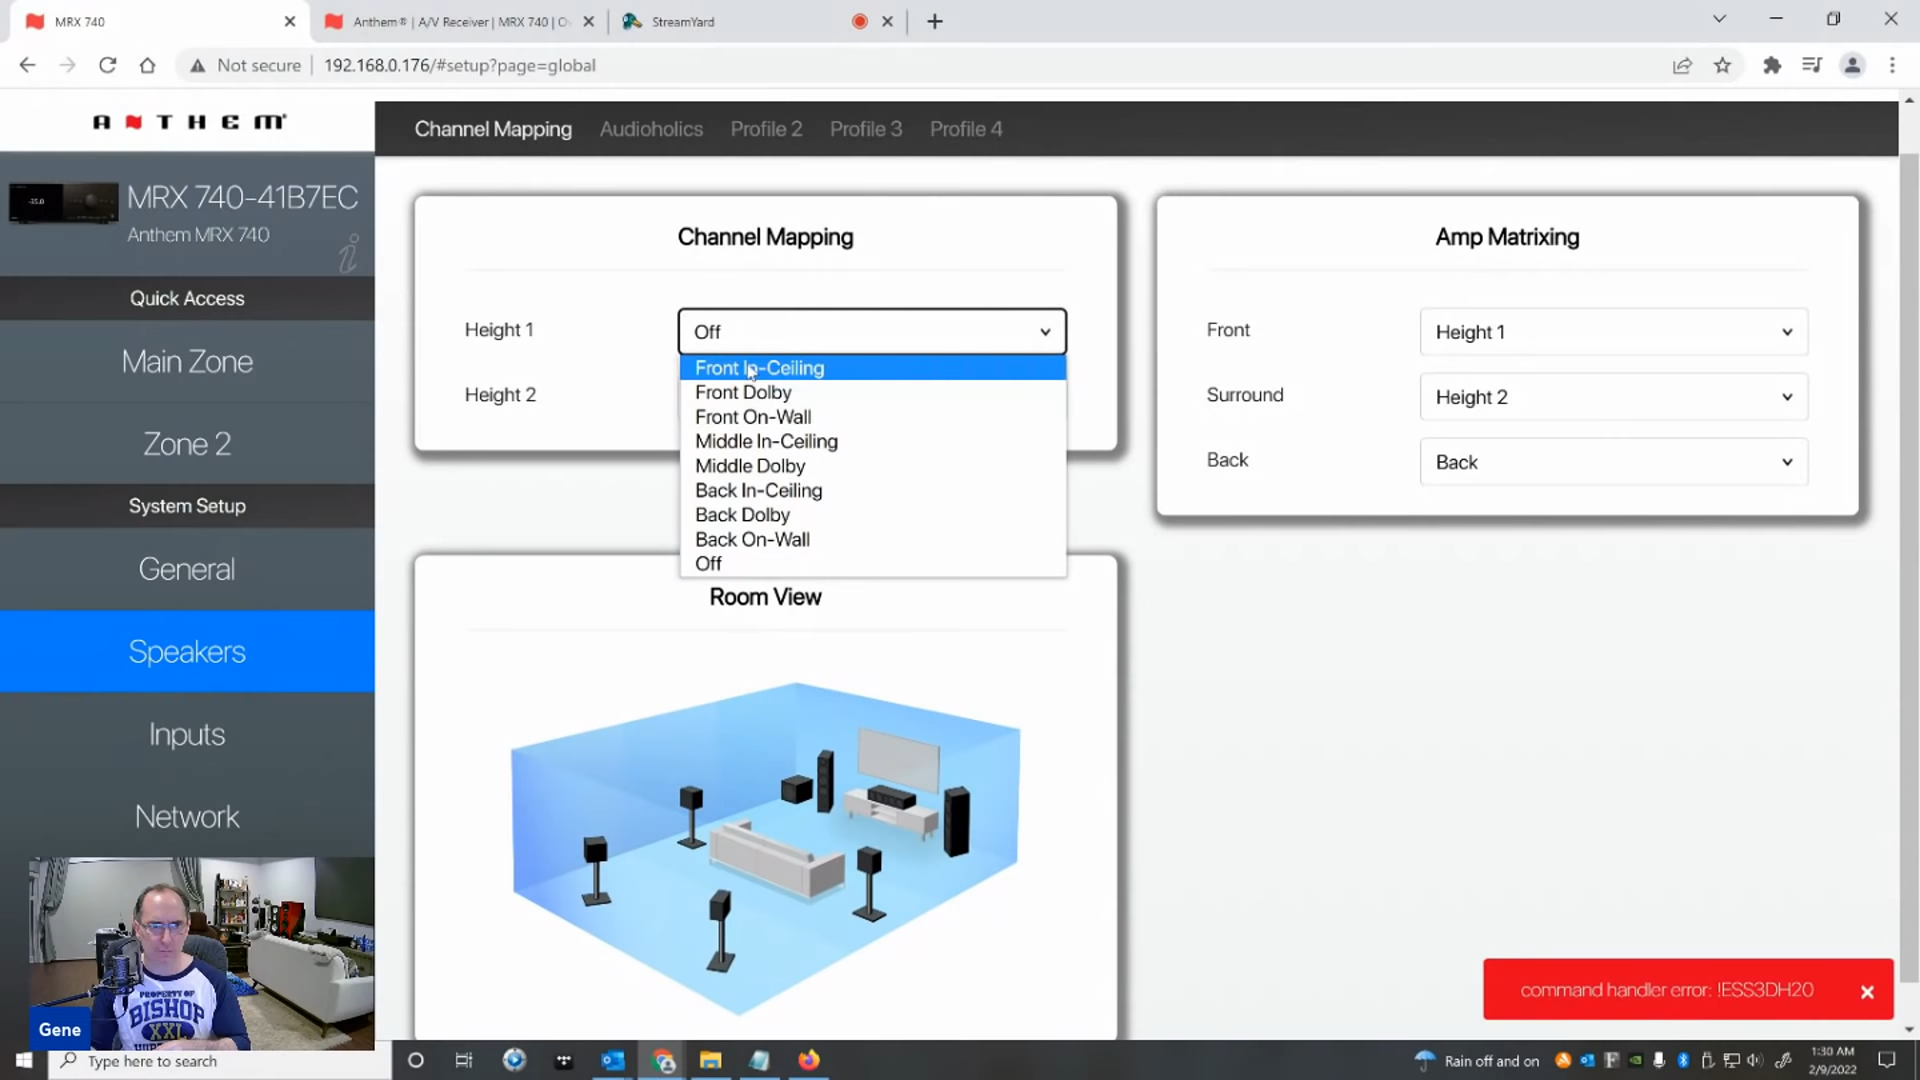 MRX 740
Anthem® | A/V Receiver | MRX 740 | O
StreamYard
Not secure
192.168.0.176/#setup?page=global
ANTHEM
Channel Mapping
Audioholics
Profile 2
Profile 3
Profile 4
MRX 740-41B7EC
Anthem MRX 740
Quick Access
Main Zone
Zone 2
System Setup
General
Speakers
Inputs
Network
Channel Mapping
Height 1
Off
Front In-Ceiling
Front Dolby
Front On-Wall
Middle In-Ceiling
Middle Dolby
Back In-Ceiling
Back Dolby
Back On-Wall
Off
Height 2
Amp Matrixing
Front
Height 1
Surround
Height 2
Back
Back
Room View
command handler error: !ESS3DH20
PROPERTY OF
BISHOP
XXL
Gene
Type here to search
Rain off and on
1:30 AM
2/9/2022